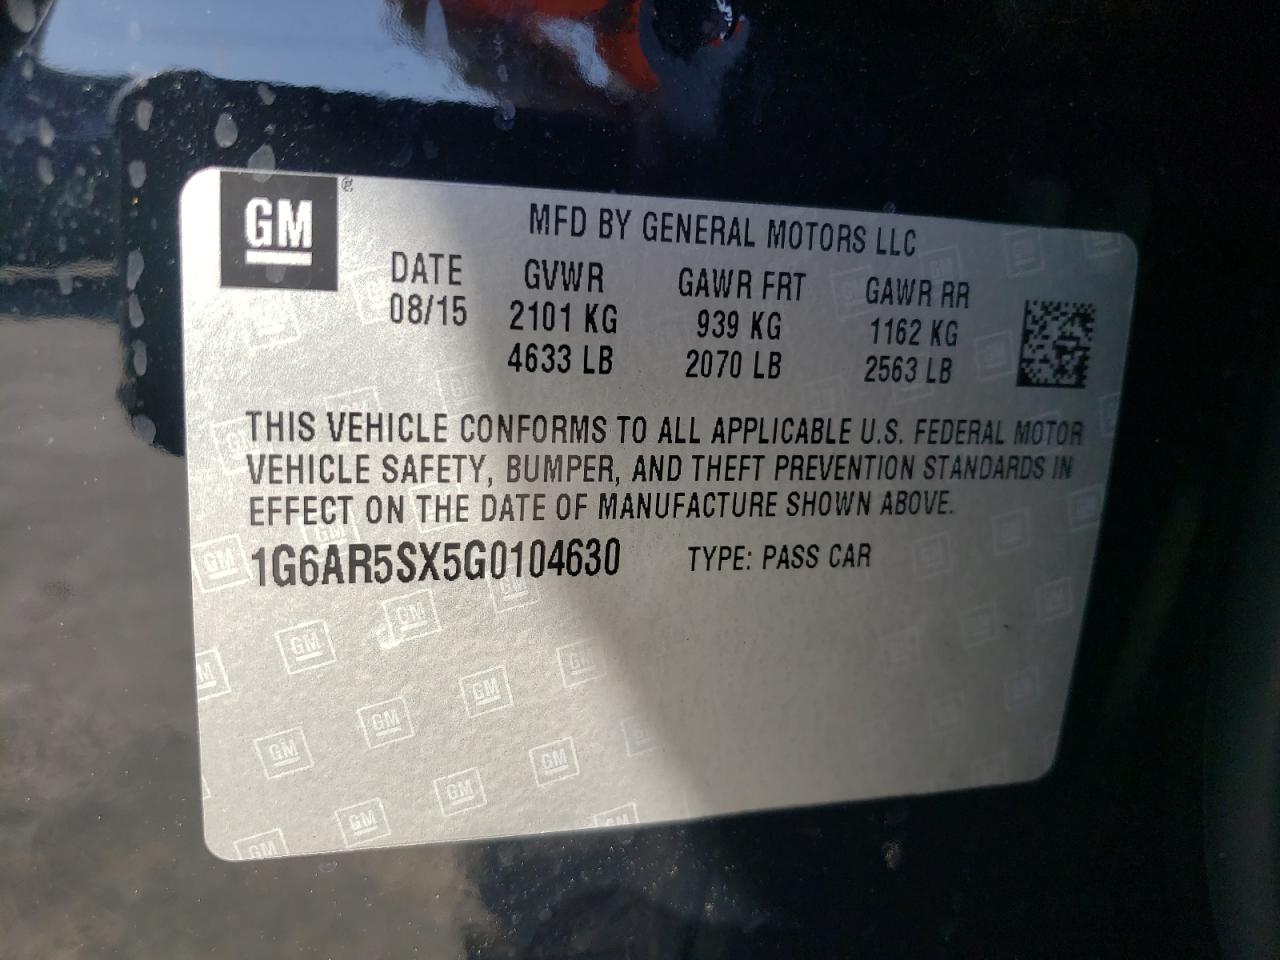 GM
MFD BY GENERAL MOTORS LLC
DATE GVWR GAWR FRT GAWR RR
08/15 2101 KG 939 KG 1162 KG
4633 LB 2070 LB 2563 LB
THIS VEHICLE CONFORMS TO ALL APPLICABLE U.S. FEDERAL MOTOR
VEHICLE SAFETY, BUMPER, AND THEFT PREVENTION STANDARDS IN
EFFECT ON THE DATE OF MANUFACTURE SHOWN ABOVE.
1G6AR5SX5G0104630 TYPE: PASS CAR